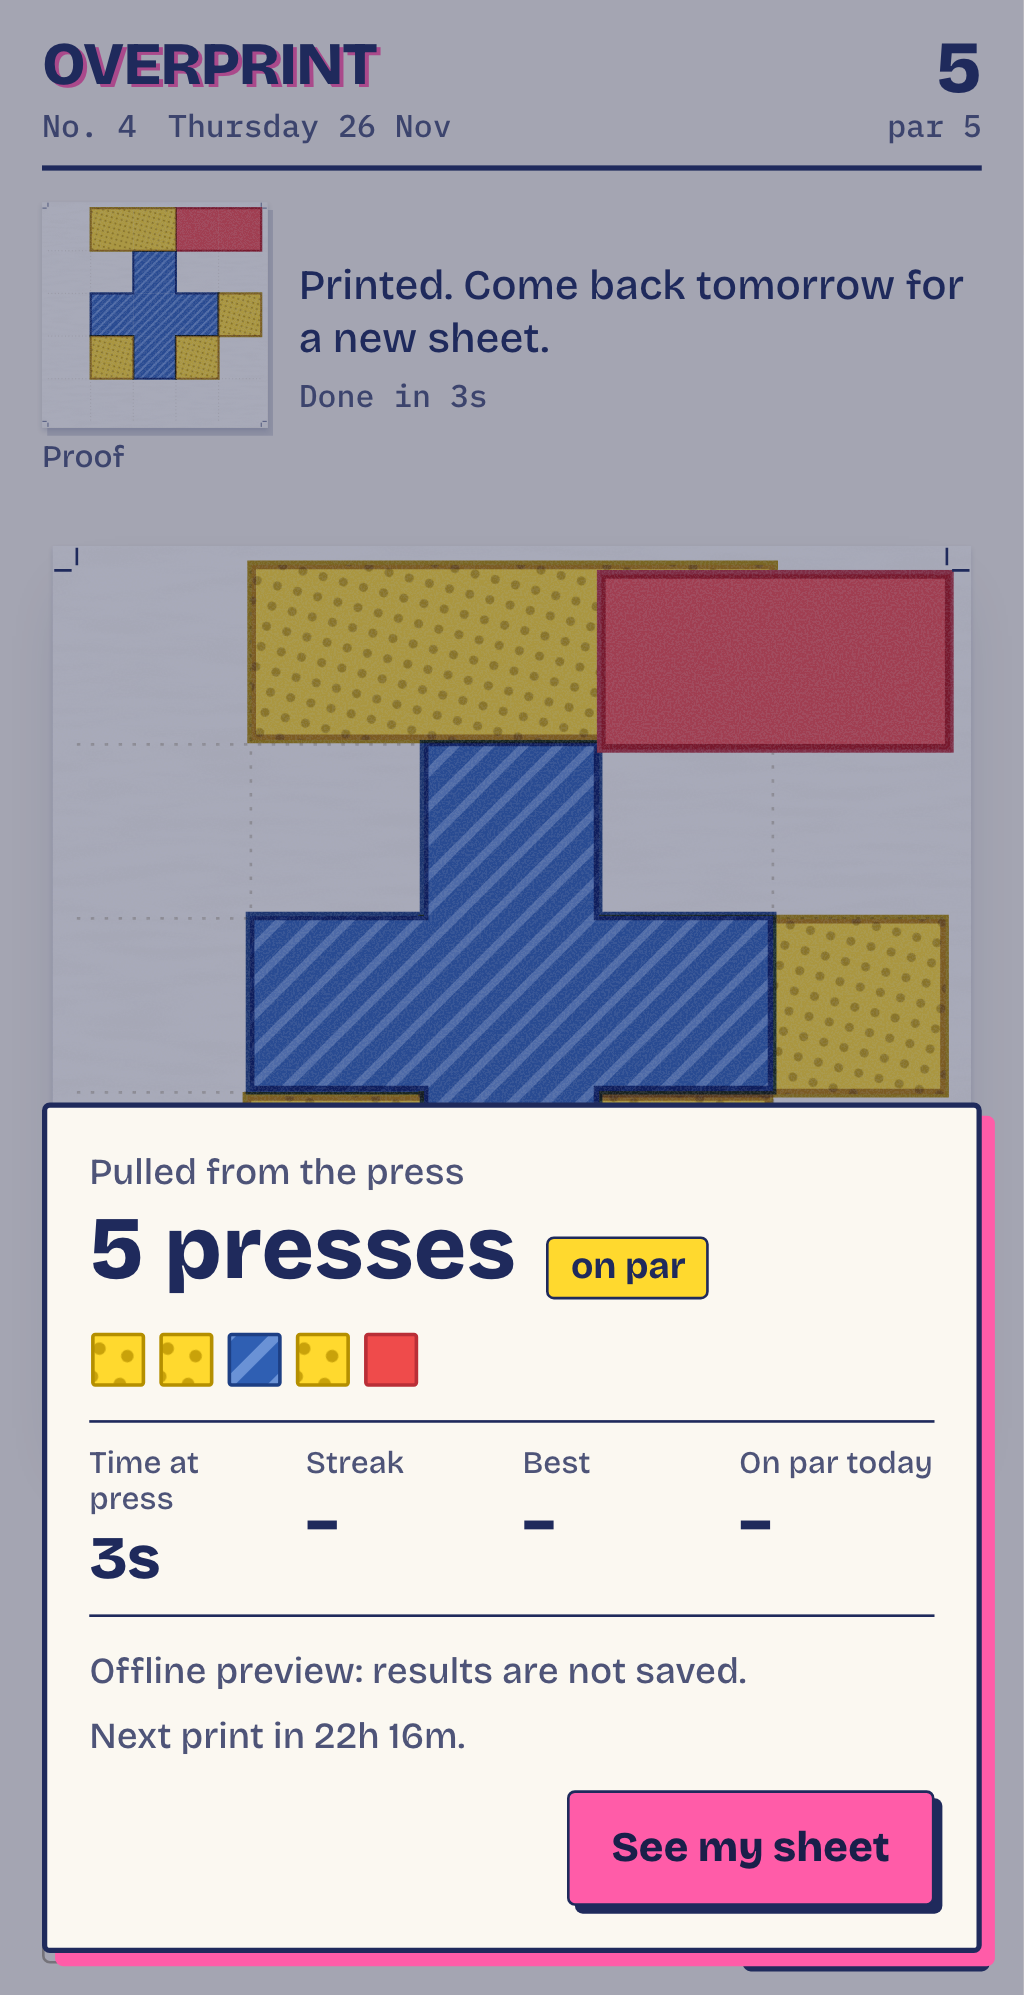 OVERPRINT
5
No. 4 Thursday 26 Nov
par 5
Printed. Come back tomorrow for
a new sheet.
Done in 3s
Proof
Pulled from the press
5 presses
on par
Time at
press
3s
Streak
–
Best
–
On par today
–
Offline preview: results are not saved.
Next print in 22h 16m.
See my sheet